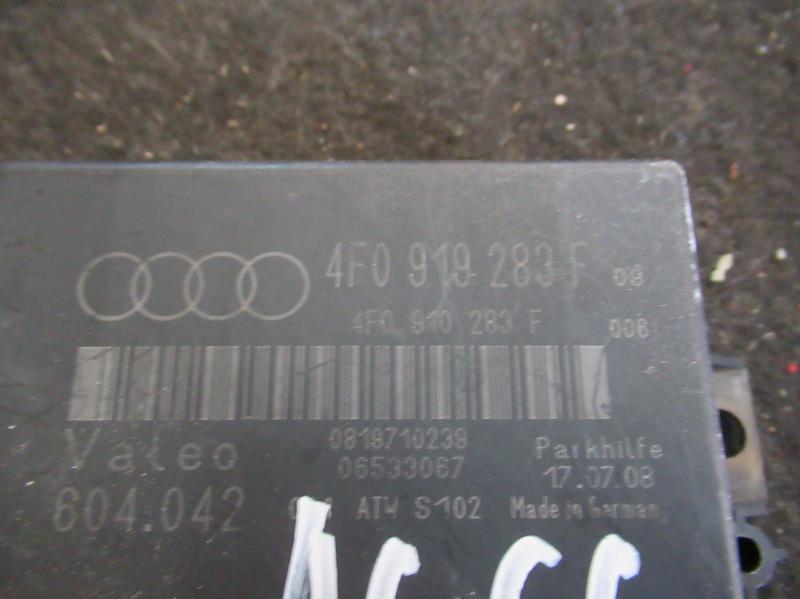 4F0 919 283 F 09
4F0 910 283 F 006
Valeo 0819710239 Parkhilfe
06533067 17.07.08
604.042 ATW S102 Made in Germany